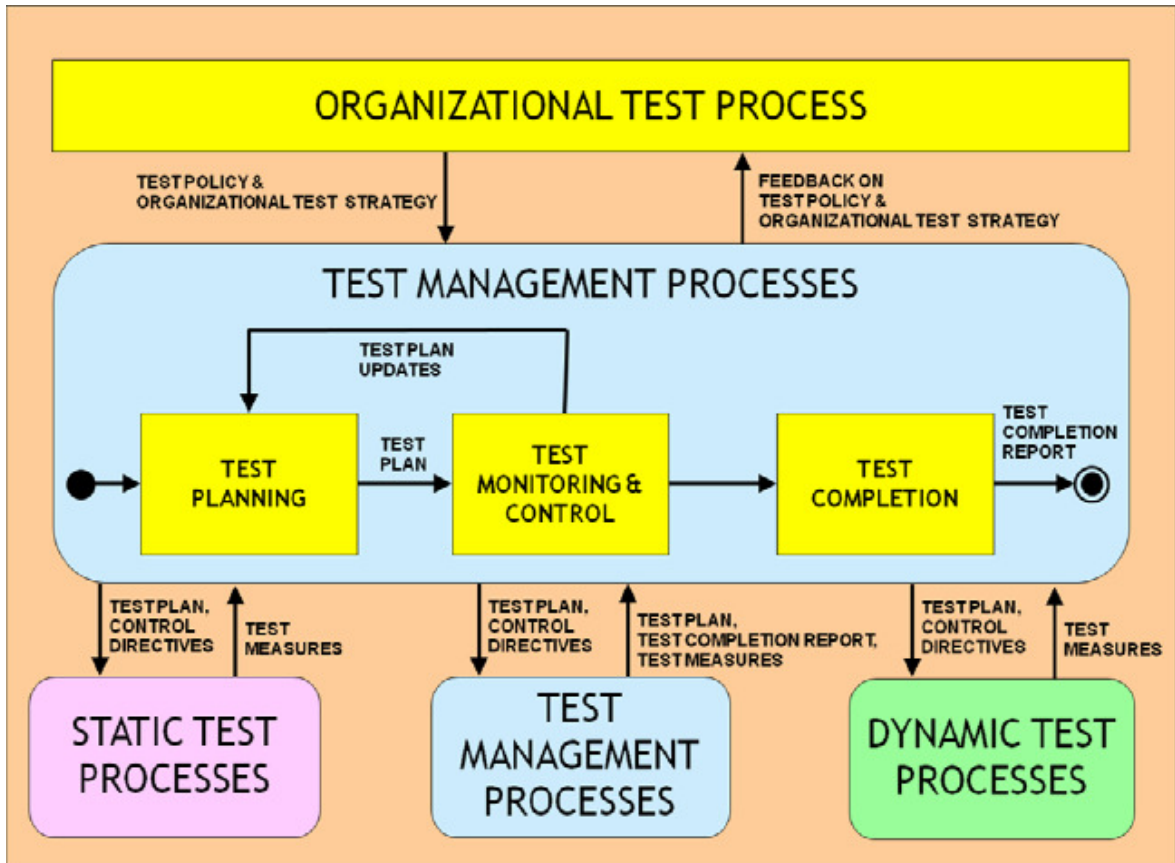 ORGANIZATIONAL TEST PROCESS
TEST POLICY &
ORGANIZATIONAL TEST STRATEGY
FEEDBACK ON
TEST POLICY &
ORGANIZATIONAL TEST STRATEGY
TEST MANAGEMENT PROCESSES
TEST PLAN
UPDATES
TEST
PLANNING
TEST
PLAN
TEST
MONITORING &
CONTROL
TEST
COMPLETION
TEST
COMPLETION
REPORT
TEST PLAN,
CONTROL
DIRECTIVES
TEST
MEASURES
TEST PLAN,
CONTROL
DIRECTIVES
TEST PLAN,
TEST COMPLETION REPORT,
TEST MEASURES
TEST PLAN,
CONTROL
DIRECTIVES
TEST
MEASURES
STATIC TEST
PROCESSES
TEST
MANAGEMENT
PROCESSES
DYNAMIC TEST
PROCESSES